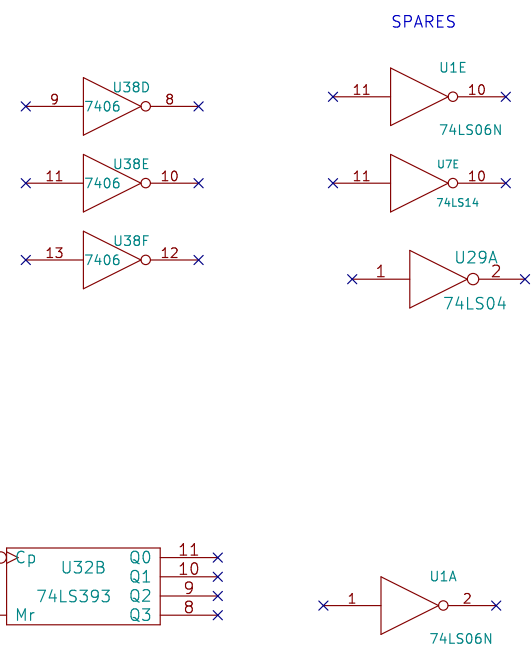 SPARES
U38D
9 7406 8
U38E
11 7406 10
U38F
13 7406 12
U1E
11 10
74LS06N
U7E
11 10
74LS14
U29A
1 2
74LS04
Cp Q0 11
U32B
Q1 10
74LS393
Q2 9
Mr Q3 8
U1A
1 2
74LS06N